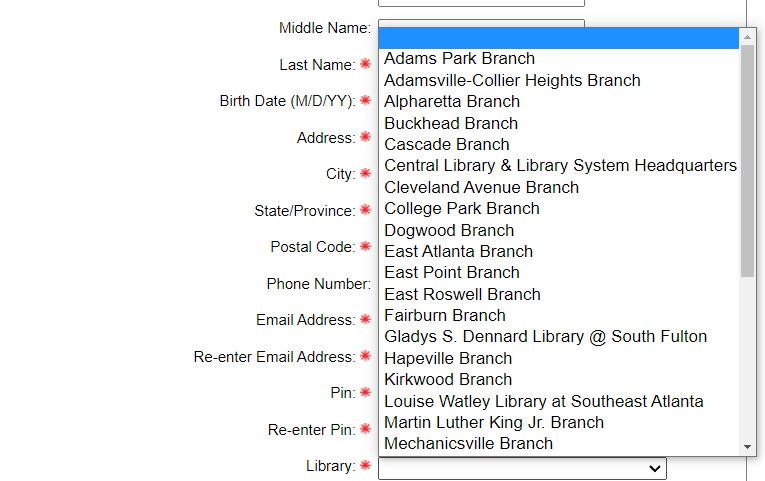 Middle Name:
Last Name: *
Birth Date (M/D/YY): *
Address: *
City: *
State/Province: *
Postal Code: *
Phone Number:
Email Address: *
Re-enter Email Address: *
Pin: *
Re-enter Pin: *
Library: *
Adams Park Branch
Adamsville-Collier Heights Branch
Alpharetta Branch
Buckhead Branch
Cascade Branch
Central Library & Library System Headquarters
Cleveland Avenue Branch
College Park Branch
Dogwood Branch
East Atlanta Branch
East Point Branch
East Roswell Branch
Fairburn Branch
Gladys S. Dennard Library @ South Fulton
Hapeville Branch
Kirkwood Branch
Louise Watley Library at Southeast Atlanta
Martin Luther King Jr. Branch
Mechanicsville Branch